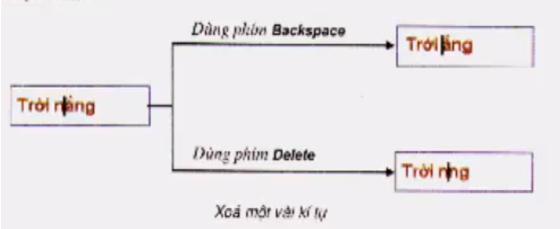 Dùng phím Backspace
Trời ắng
Trời nắng
Dùng phím Delete
Trời nng
Xoá một vài kí tự